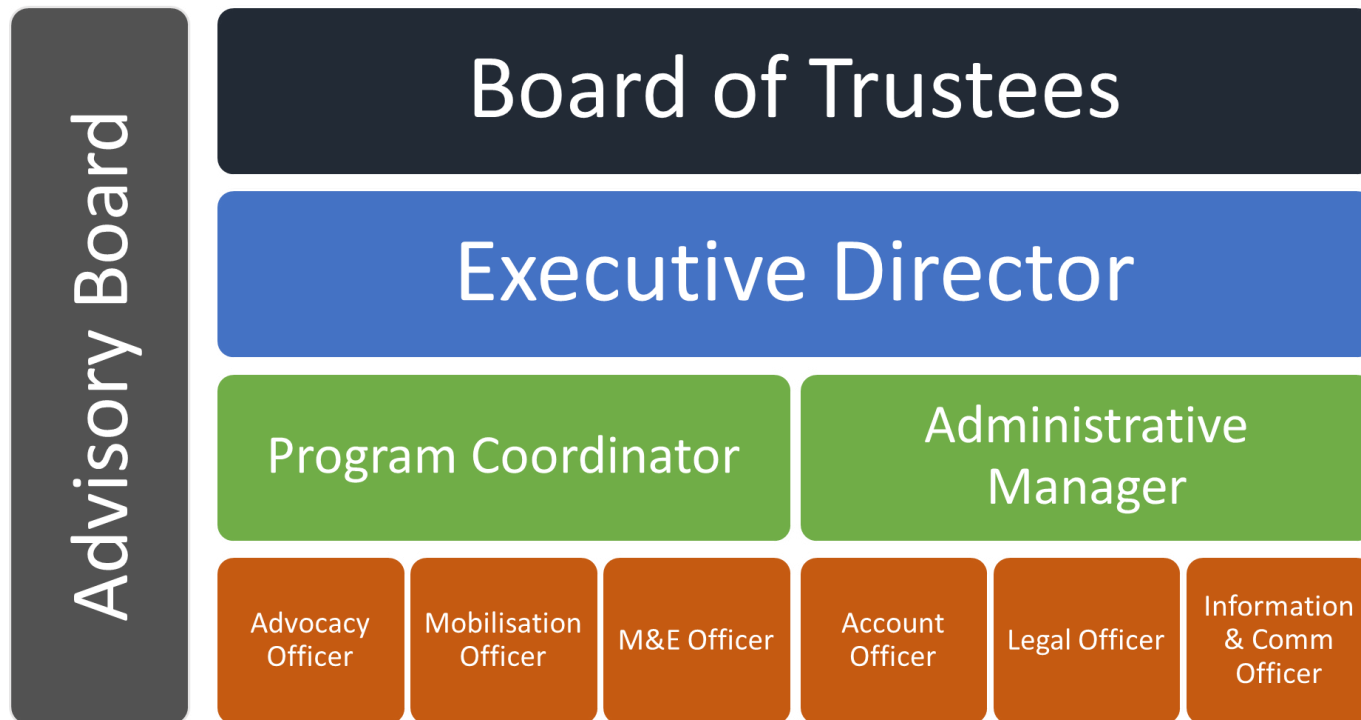 Advisory Board
Board of Trustees
Executive Director
Program Coordinator
Administrative
Manager
Advocacy
Officer
Mobilisation
Officer
M&E Officer
Account
Officer
Legal Officer
Information
& Comm
Officer